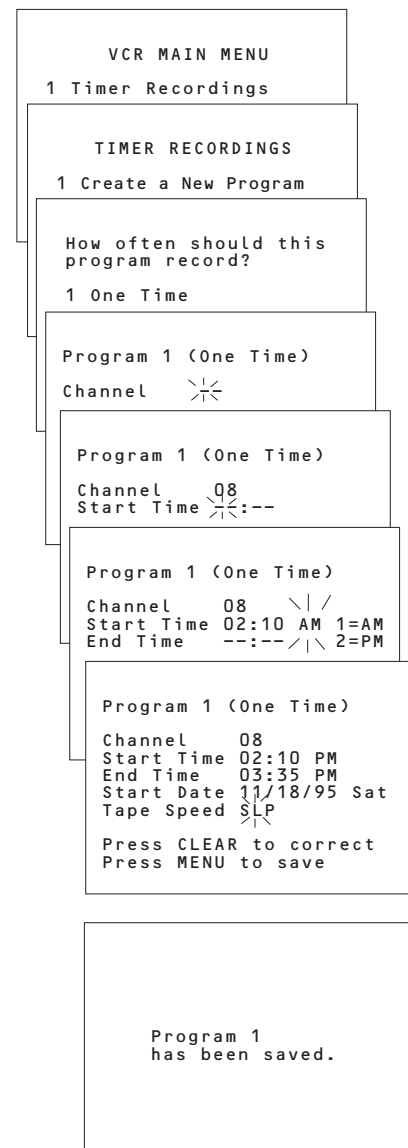 VCR MAIN MENU
1 Timer Recordings
TIMER RECORDINGS
1 Create a New Program
How often should this
program record?
1 One Time
Program 1 (One Time)
Channel --
Program 1 (One Time)
Channel 08
Start Time --:--
Program 1 (One Time)
Channel 08
Start Time 02:10 AM 1=AM
End Time --:-- 2=PM
Program 1 (One Time)
Channel 08
Start Time 02:10 PM
End Time 03:35 PM
Start Date 11/18/95 Sat
Tape Speed SLP
Press CLEAR to correct
Press MENU to save
Program 1
has been saved.